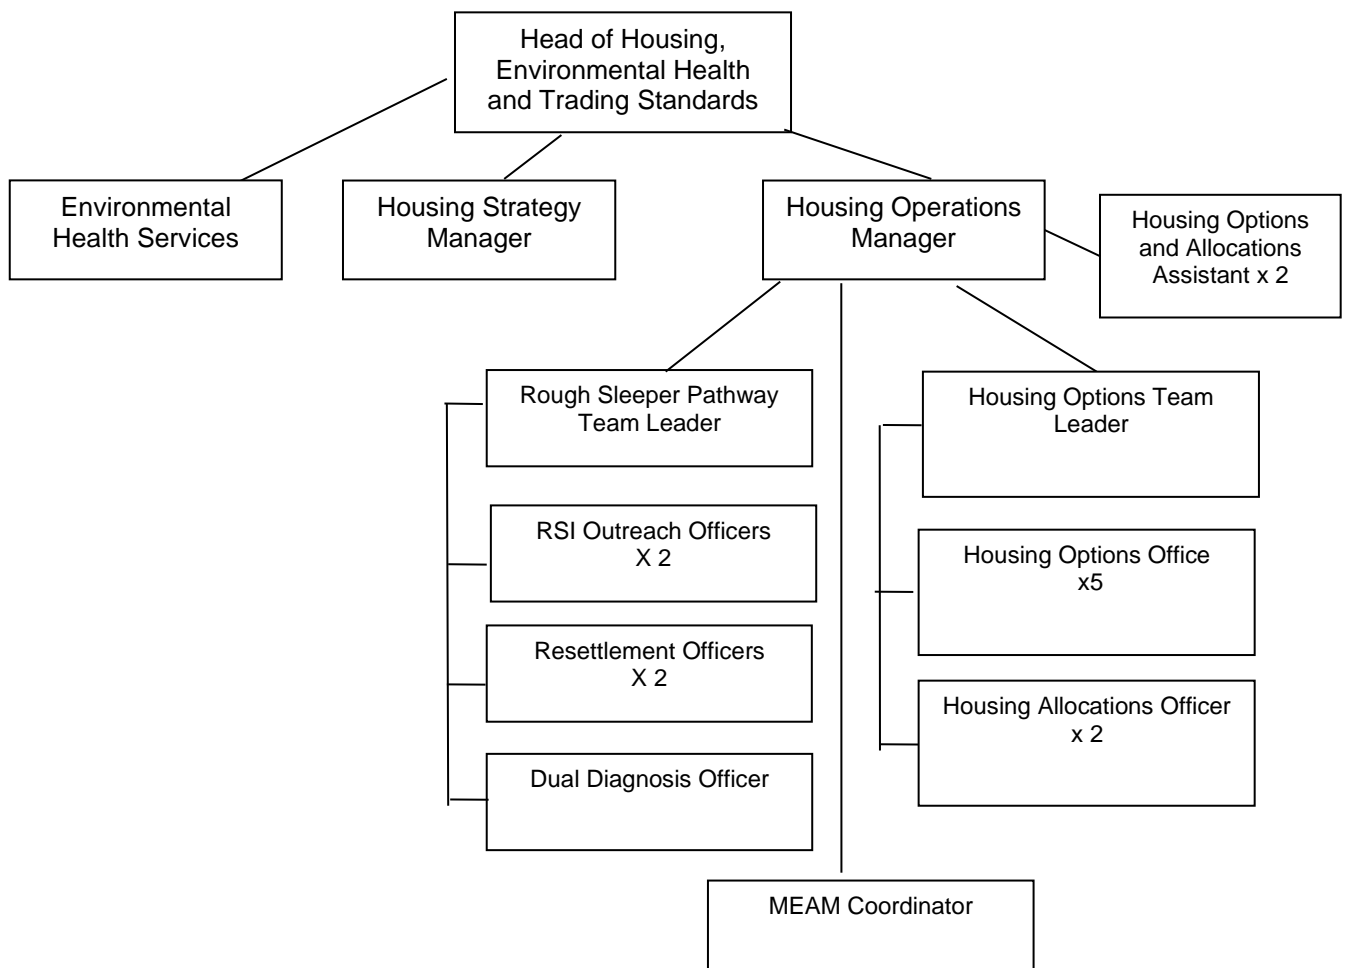 Head of Housing,
Environmental Health
and Trading Standards
Environmental
Health Services
Housing Strategy
Manager
Housing Operations
Manager
Housing Options
and Allocations
Assistant x 2
Rough Sleeper Pathway
Team Leader
Housing Options Team
Leader
RSI Outreach Officers
X 2
Housing Options Office
x5
Resettlement Officers
X 2
Housing Allocations Officer
x 2
Dual Diagnosis Officer
MEAM Coordinator